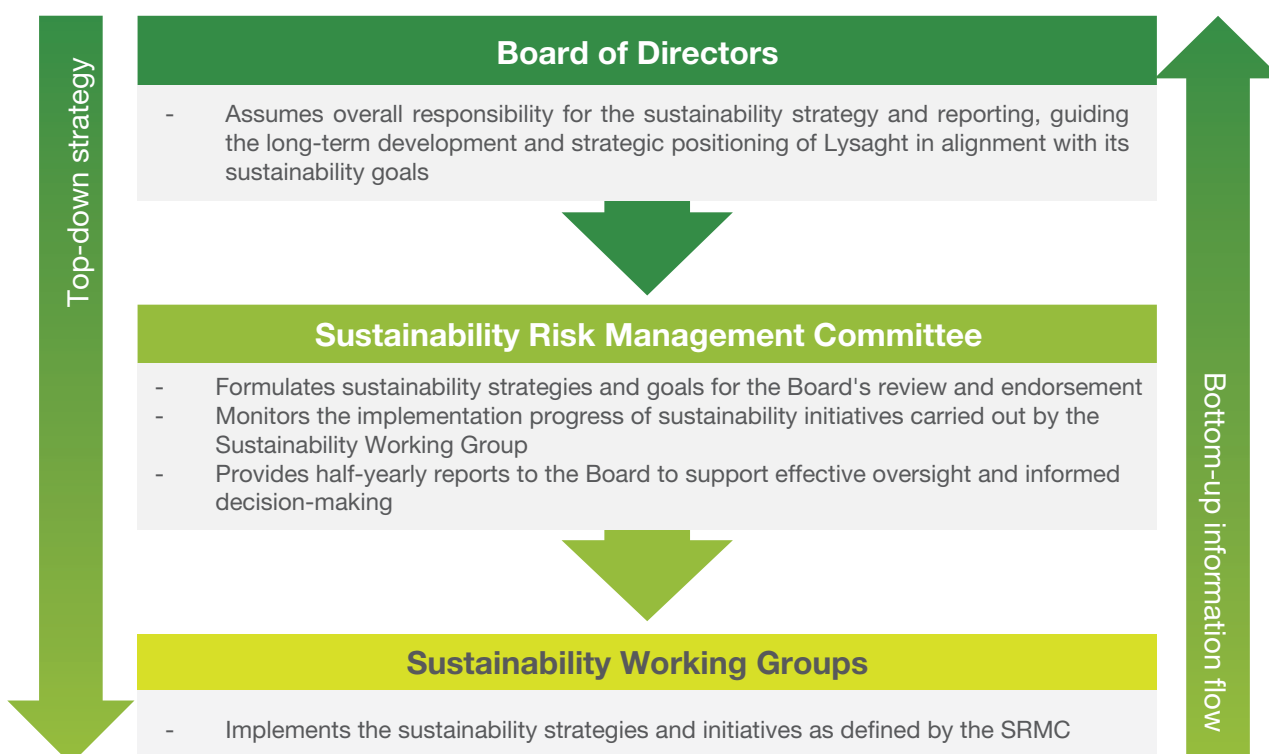 Top-down strategy
Board of Directors
- Assumes overall responsibility for the sustainability strategy and reporting, guiding
the long-term development and strategic positioning of Lysaght in alignment with its
sustainability goals
Sustainability Risk Management Committee
- Formulates sustainability strategies and goals for the Board's review and endorsement
- Monitors the implementation progress of sustainability initiatives carried out by the
Sustainability Working Group
- Provides half-yearly reports to the Board to support effective oversight and informed
decision-making
Sustainability Working Groups
- Implements the sustainability strategies and initiatives as defined by the SRMC
Bottom-up information flow